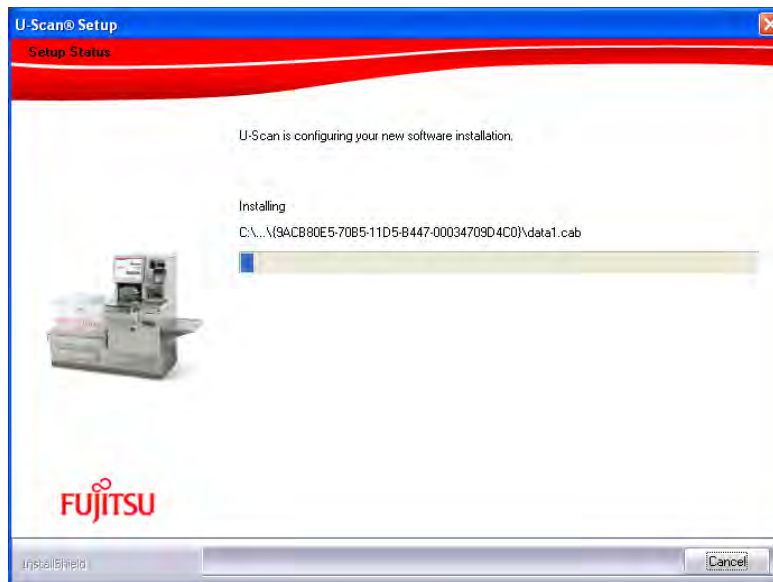 U-Scan® Setup
Setup Status
U-Scan is configuring your new software installation.
Installing
C:\...\{9ACB80E5-70B5-11D5-B447-00034709D4C0}\data1.cab
FUJITSU
InstallShield
Cancel